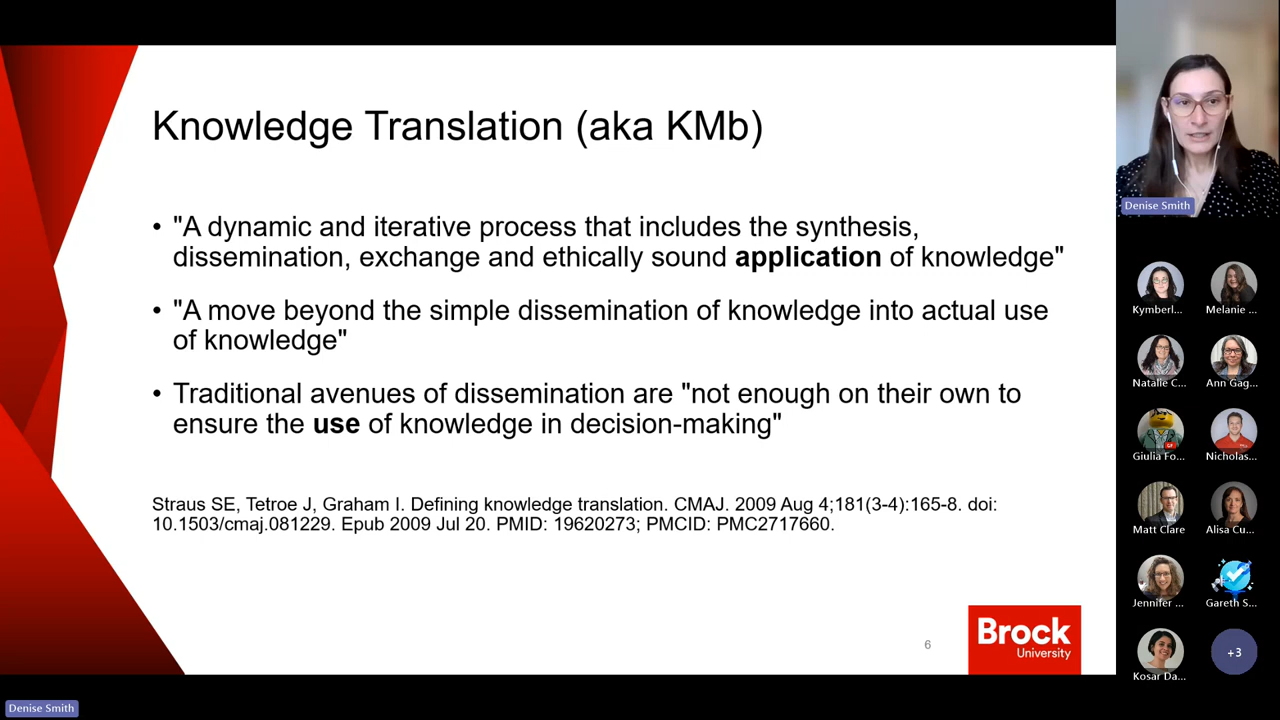 Knowledge Translation (aka KMb)
• "A dynamic and iterative process that includes the synthesis,
dissemination, exchange and ethically sound application of knowledge"
• "A move beyond the simple dissemination of knowledge into actual use
of knowledge"
• Traditional avenues of dissemination are "not enough on their own to
ensure the use of knowledge in decision-making"
Straus SE, Tetroe J, Graham I. Defining knowledge translation. CMAJ. 2009 Aug 4;181(3-4):165-8. doi:
10.1503/cmaj.081229. Epub 2009 Jul 20. PMID: 19620273; PMCID: PMC2717660.
6
Brock
University
Denise Smith
Denise Smith
Kymberl...
Melanie ...
Natalie C...
Ann Gag...
Giulia Fo...
Nicholas...
Matt Clare
Alisa Cu...
Jennifer ...
Gareth S...
Kosar Da...
+3